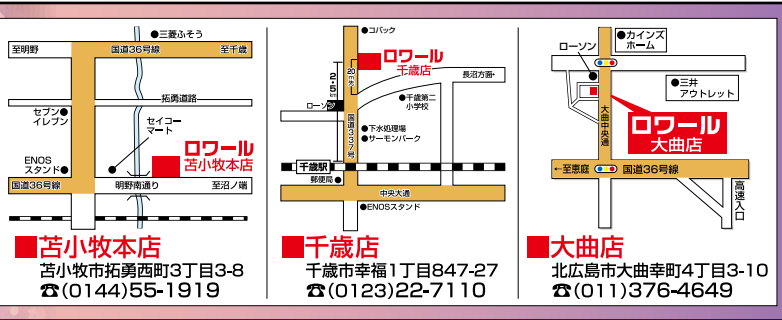 ●三菱ふそう
至明野
国道36号線
至千歳
拓勇道路
セブン●
イレブン
セイコー
マート
ロワール
苫小牧本店
ENOS
スタンド●
国道36号線
明野南通り
至沼ノ端
■苫小牧本店
苫小牧市拓勇西町3丁目3-8
☎(0144)55-1919
●コバック
ロワール
千歳店
20m先
2.5km
長沼方面・
ローソン
●千歳第二
小学校
国道337号
●下水処理場
●サーモンパーク
千歳駅
郵便局●
中央大通
●ENOSスタンド
■千歳店
千歳市幸福1丁目847-27
☎(0123)22-7110
●カインズ
ホーム
ローソン
●三井
アウトレット
大曲中央通
ロワール
大曲店
←至恵庭
国道36号線
高速入口
■大曲店
北広島市大曲幸町4丁目3-10
☎(011)376-4649